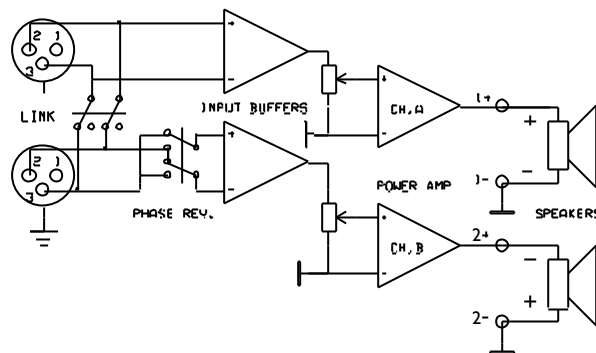 2 1
3
LINK
+
-
INPUT BUFFERS
+
-
CH,A
1+
+
-
1-
2 1
3
PHASE REV.
+
-
POWER AMP
SPEAKERS
+
-
CH,B
2+
-
+
2-